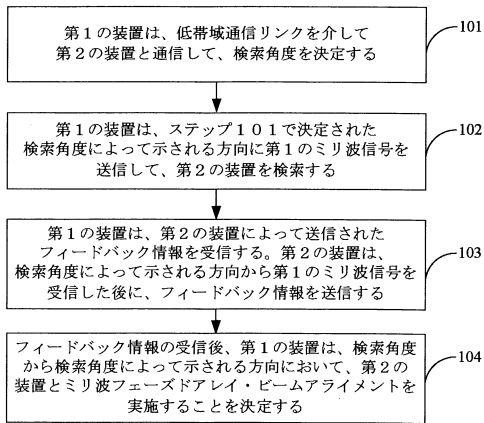 第１の装置は、低帯域通信リンクを介して
第２の装置と通信して、検索角度を決定する
101
第１の装置は、ステップ１０１で決定された
検索角度によって示される方向に第１のミリ波信号を
送信して、第２の装置を検索する
102
第１の装置は、第２の装置によって送信された
フィードバック情報を受信する。第２の装置は、
検索角度によって示される方向から第１のミリ波信号を
受信した後に、フィードバック情報を送信する
103
フィードバック情報の受信後、第１の装置は、検索角度
から検索角度によって示される方向において、第２の
装置とミリ波フェーズドアレイ・ビームアライメントを
実施することを決定する
104